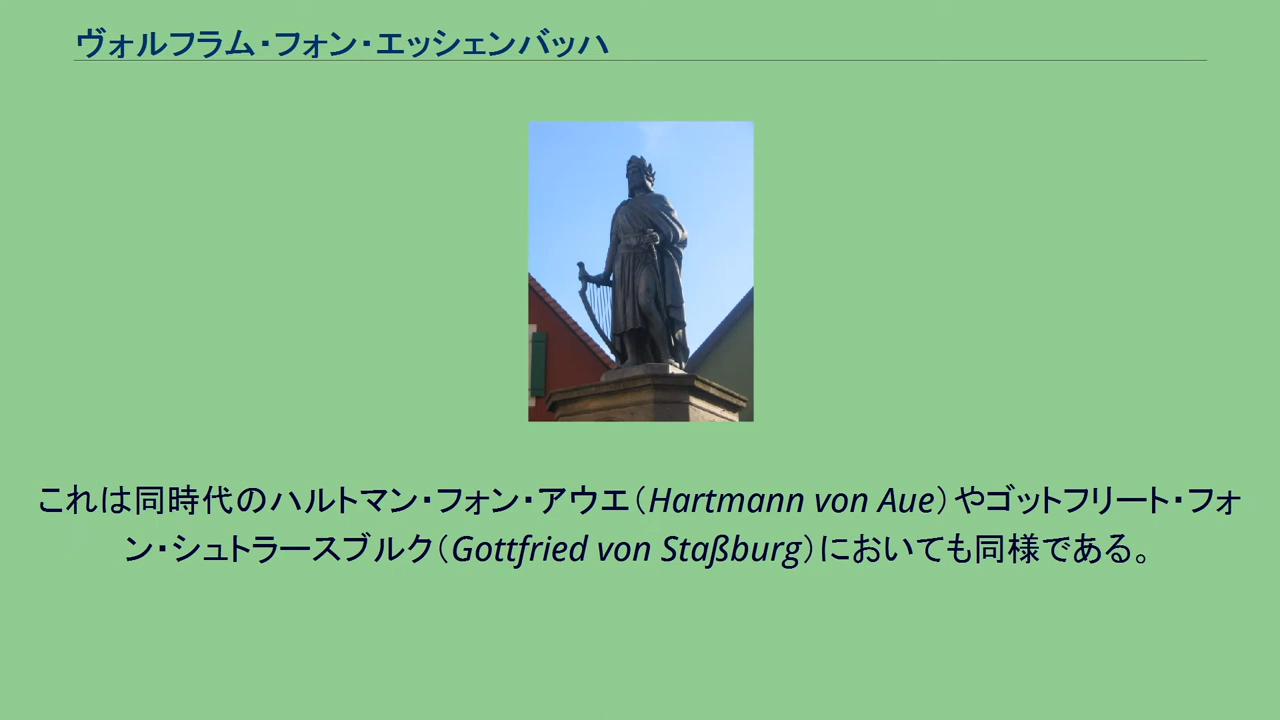 ヴォルフラム・フォン・エッシェンバッハ
これは同時代のハルトマン・フォン・アウエ（Hartmann von Aue）やゴットフリート・フォ
ン・シュトラースブルク（Gottfried von Staßburg）においても同様である。